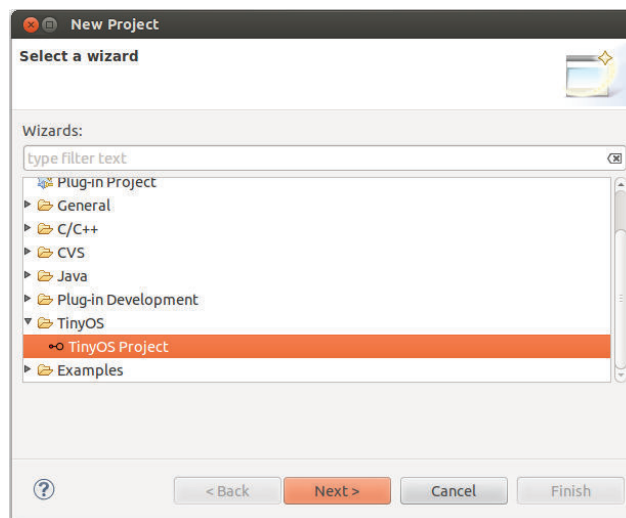 New Project
Select a wizard
Wizards:
type filter text
Plug-in Project
General
C/C++
CVS
Java
Plug-in Development
TinyOS
TinyOS Project
Examples
?
< Back Next > Cancel Finish